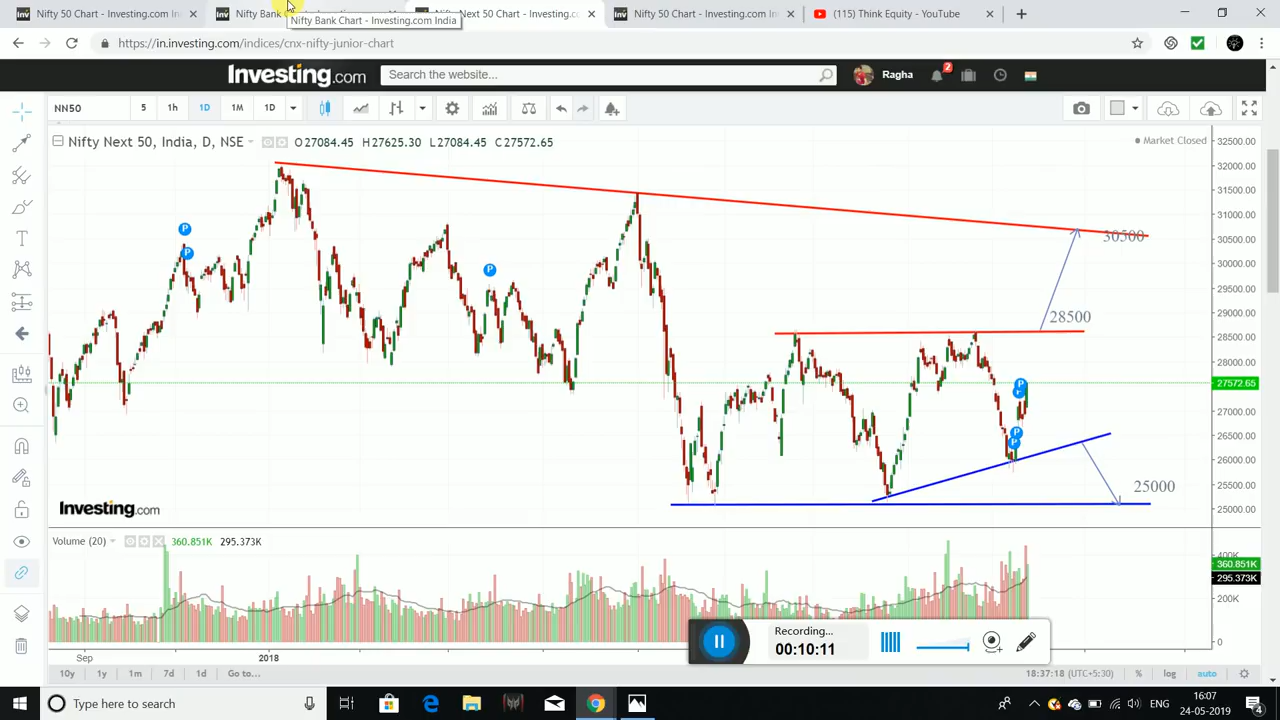 Nifty 50 Chart - Investing.com
Nifty Bank
Nifty Next 50 Chart - Investing.com
Nifty 50 Chart - Investing.com India
(115) Think Equity - YouTube
Nifty Bank Chart - Investing.com India
https://in.investing.com/indices/cnx-nifty-junior-chart
Investing.com
Search the website...
Ragha
2
NN50
5
1h
1D
1M
1D
Nifty Next 50, India, D, NSE
O27084.45 H27625.30 L27084.45 C27572.65
Market Closed
32500.00
32000.00
31500.00
31000.00
30500.00
30000.00
29500.00
29000.00
28500.00
28000.00
27572.65
27000.00
26500.00
26000.00
25500.00
25000.00
30500
28500
25000
P
P
P
P
P
P
Investing.com
Volume (20)
360.851K 295.373K
360.851K
295.373K
200K
0
Recording...
00:10:11
Sep
2018
10y 1y 1m 7d 1d Go to...
18:37:18 (UTC+5:30) % log auto
Type here to search
ENG
16:07
24-05-2019
4